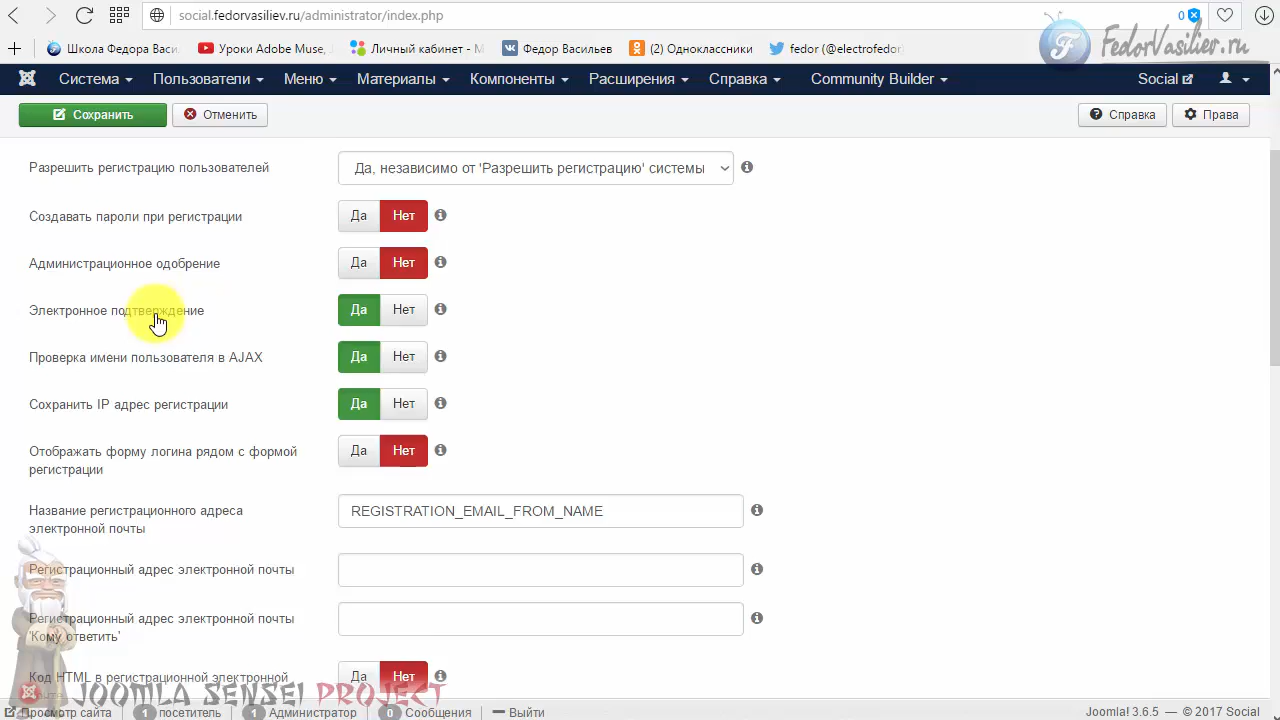 social.fedorvasiliev.ru/administrator/index.php
0
Школа Федора Васи.
Уроки Adobe Muse,
Личный кабинет - М
Федор Васильев
(2) Одноклассники
fedor (@electrofedor
FedorVasiliev.ru
Система
Пользователи
Меню
Материалы
Компоненты
Расширения
Справка
Community Builder
Social
Сохранить
Отменить
Справка
Права
Разрешить регистрацию пользователей
Да, независимо от 'Разрешить регистрацию' системы
Создавать пароли при регистрации
Да Нет
Администрационное одобрение
Да Нет
Электронное подтверждение
Да Нет
Проверка имени пользователя в AJAX
Да Нет
Сохранить IP адрес регистрации
Да Нет
Отображать форму логина рядом с формой
регистрации
Да Нет
Название регистрационного адреса
электронной почты
REGISTRATION_EMAIL_FROM_NAME
Регистрационный адрес электронной почты
Регистрационный адрес электронной почты
'Кому ответить'
Код HTML в регистрационной электронной
Да Нет
JOOMLA SENSEI PROJECT
Просмотр сайта
1 посетитель
1 Администратор
0 Сообщения
Выйти
Joomla! 3.6.5 — © 2017 Social